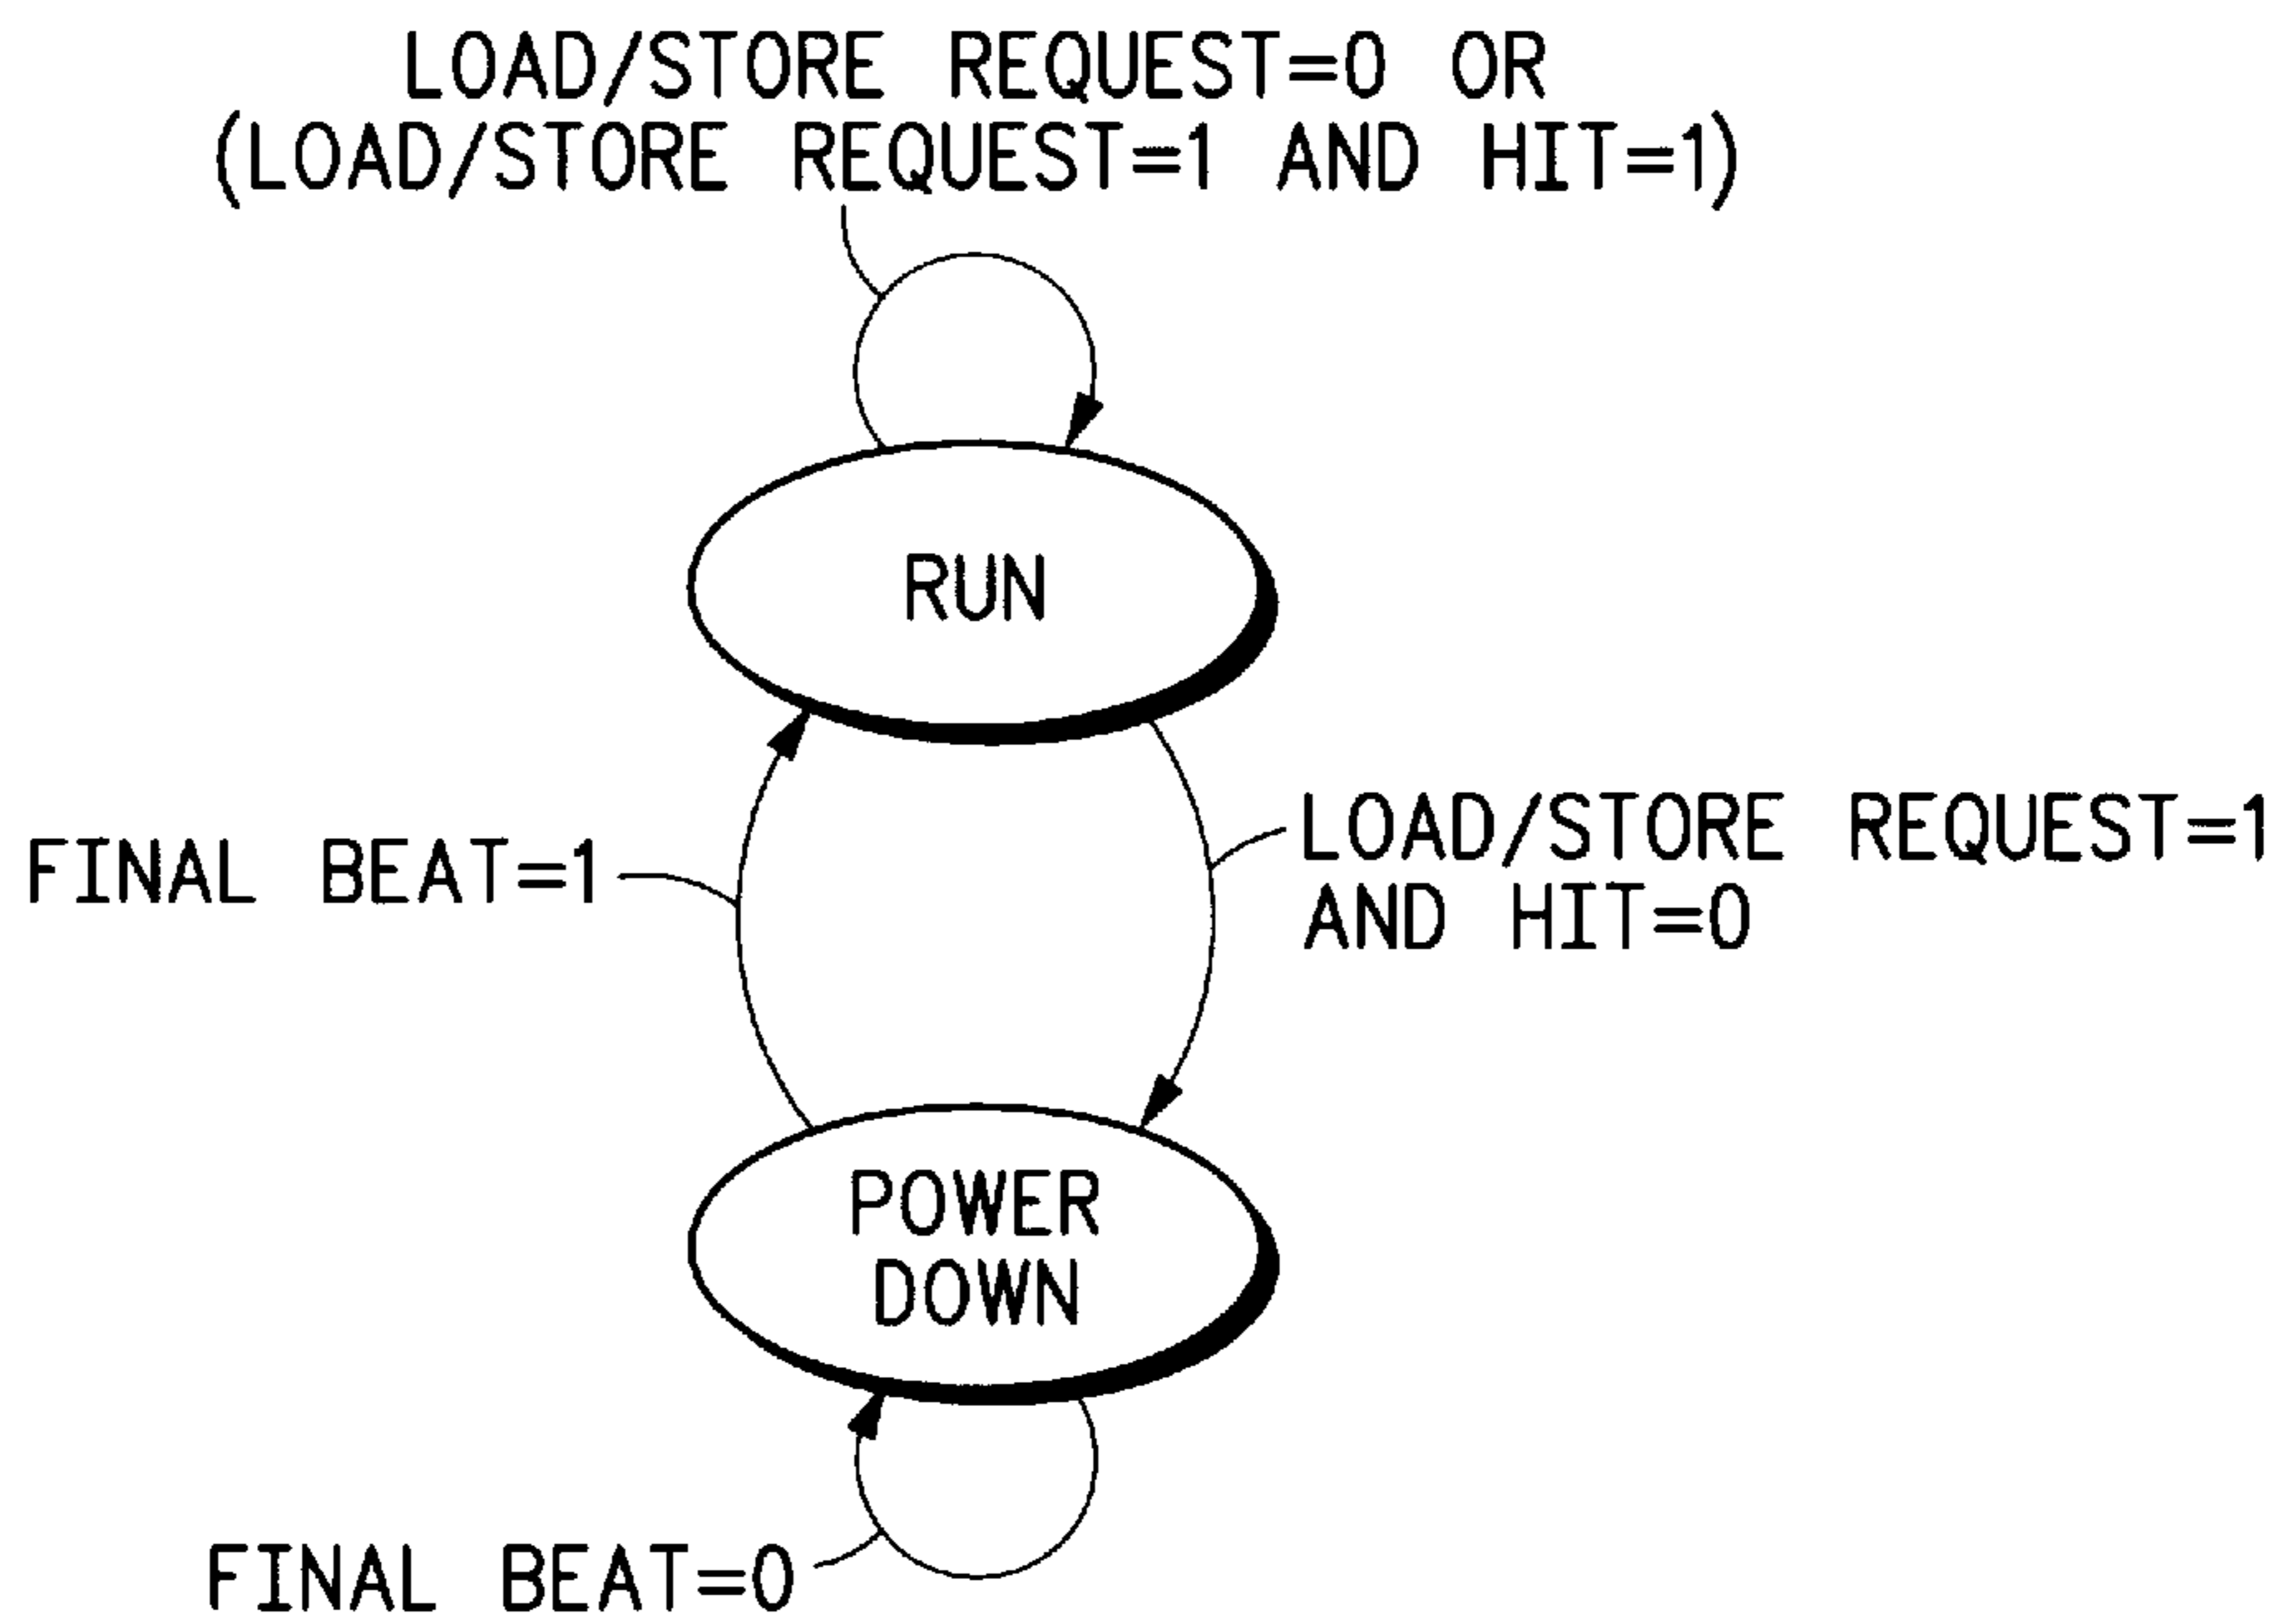 LOAD/STORE REQUEST=0 OR
(LOAD/STORE REQUEST=1 AND HIT=1)
RUN
FINAL BEAT=1
LOAD/STORE REQUEST=1
AND HIT=0
POWER
DOWN
FINAL BEAT=0